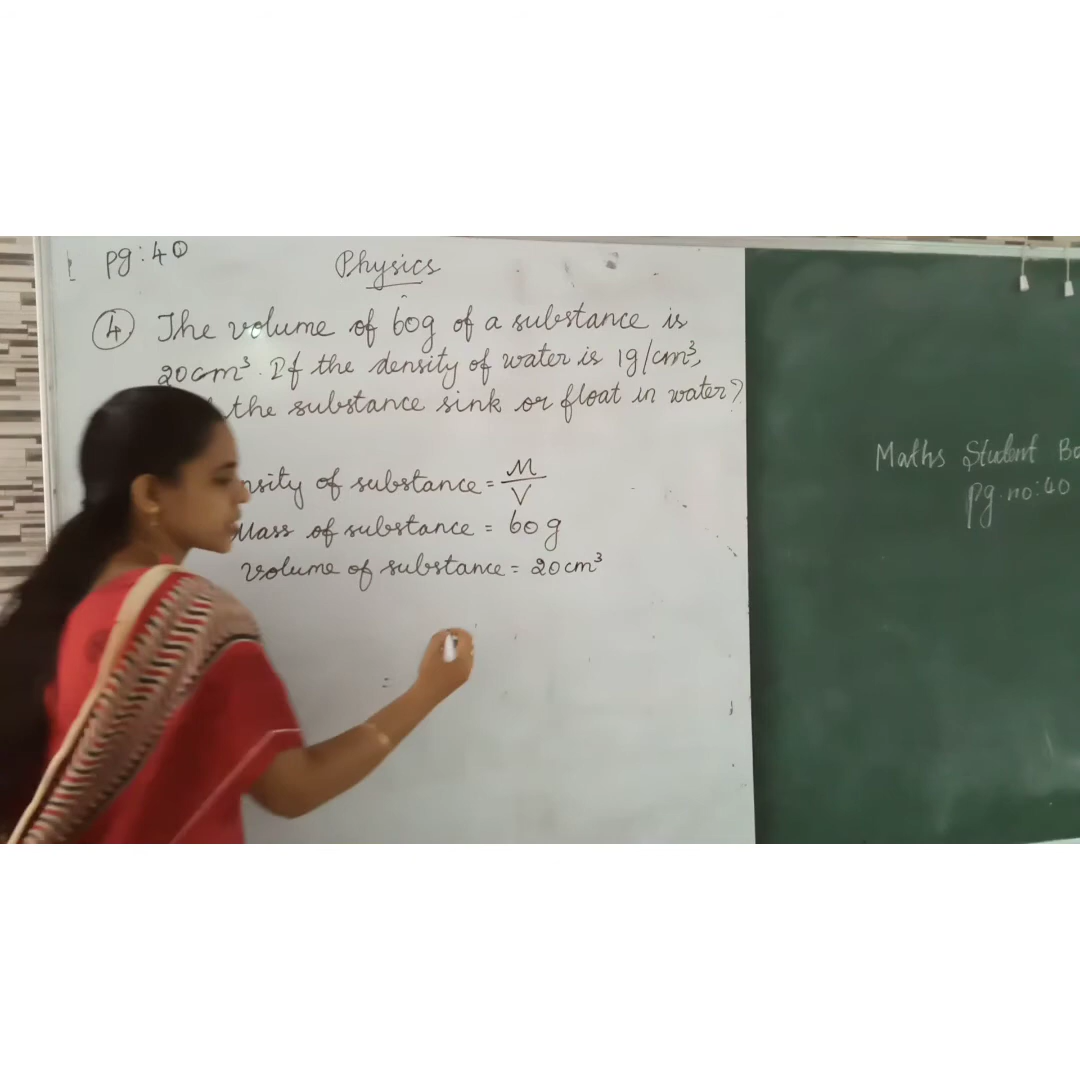 pg:40
Physics
4 The volume of 60g of a substance is
20cm³. If the density of water is 1g/cm³,
the substance sink or float in water?
nsity of substance = M/V
Mass of substance = 60g
Volume of substance = 20cm³
=
Maths Student Bo
pg.no:40